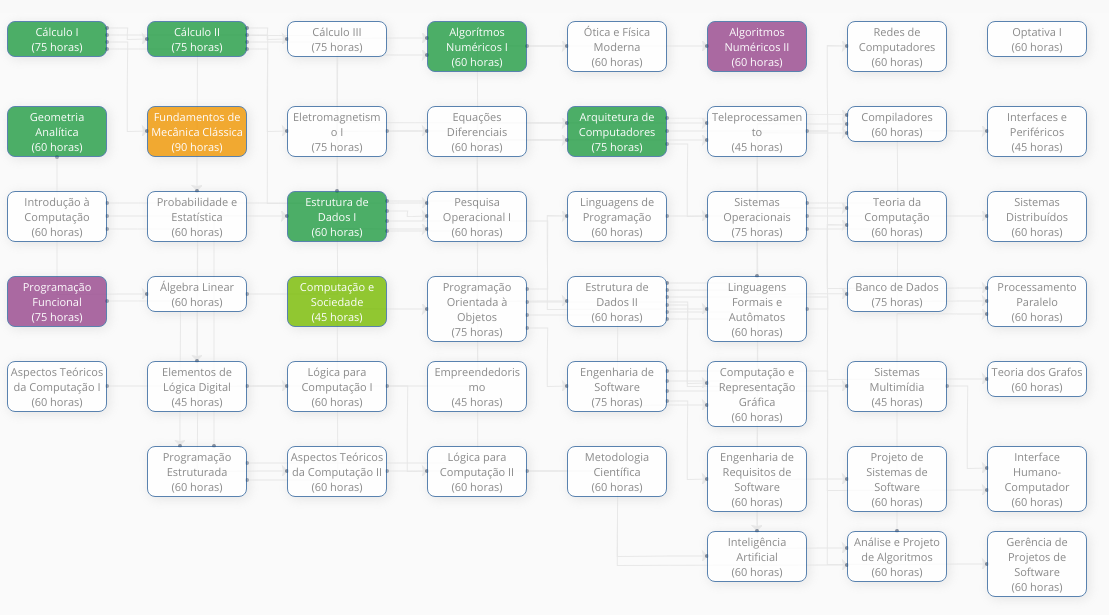 Cálculo I
(75 horas)
Cálculo II
(75 horas)
Cálculo III
(75 horas)
Algorítmos
Numéricos I
(60 horas)
Ótica e Física
Moderna
(60 horas)
Algoritmos
Numéricos II
(60 horas)
Redes de
Computadores
(60 horas)
Optativa I
(60 horas)
Geometria
Analítica
(60 horas)
Fundamentos de
Mecânica Clássica
(90 horas)
Eletromagnetism
o I
(75 horas)
Equações
Diferenciais
(60 horas)
Arquitetura de
Computadores
(75 horas)
Teleprocessamen
to
(45 horas)
Compiladores
(60 horas)
Interfaces e
Periféricos
(45 horas)
Introdução à
Computação
(60 horas)
Probabilidade e
Estatística
(60 horas)
Estrutura de
Dados I
(60 horas)
Pesquisa
Operacional I
(60 horas)
Linguagens de
Programação
(60 horas)
Sistemas
Operacionais
(75 horas)
Teoria da
Computação
(60 horas)
Sistemas
Distribuídos
(60 horas)
Programação
Funcional
(75 horas)
Álgebra Linear
(60 horas)
Computação e
Sociedade
(45 horas)
Programação
Orientada à
Objetos
(75 horas)
Estrutura de
Dados II
(60 horas)
Linguagens
Formais e
Autômatos
(60 horas)
Banco de Dados
(75 horas)
Processamento
Paralelo
(60 horas)
Aspectos Teóricos
da Computação I
(60 horas)
Elementos de
Lógica Digital
(45 horas)
Lógica para
Computação I
(60 horas)
Empreendedoris
mo
(45 horas)
Engenharia de
Software
(75 horas)
Computação e
Representação
Gráfica
(60 horas)
Sistemas
Multimídia
(45 horas)
Teoria dos Grafos
(60 horas)
Programação
Estruturada
(60 horas)
Aspectos Teóricos
da Computação II
(60 horas)
Lógica para
Computação II
(60 horas)
Metodologia
Científica
(60 horas)
Engenharia de
Requisitos de
Software
(60 horas)
Projeto de
Sistemas de
Software
(60 horas)
Interface
Humano-
Computador
(60 horas)
Inteligência
Artificial
(60 horas)
Análise e Projeto
de Algoritmos
(60 horas)
Gerência de
Projetos de
Software
(60 horas)